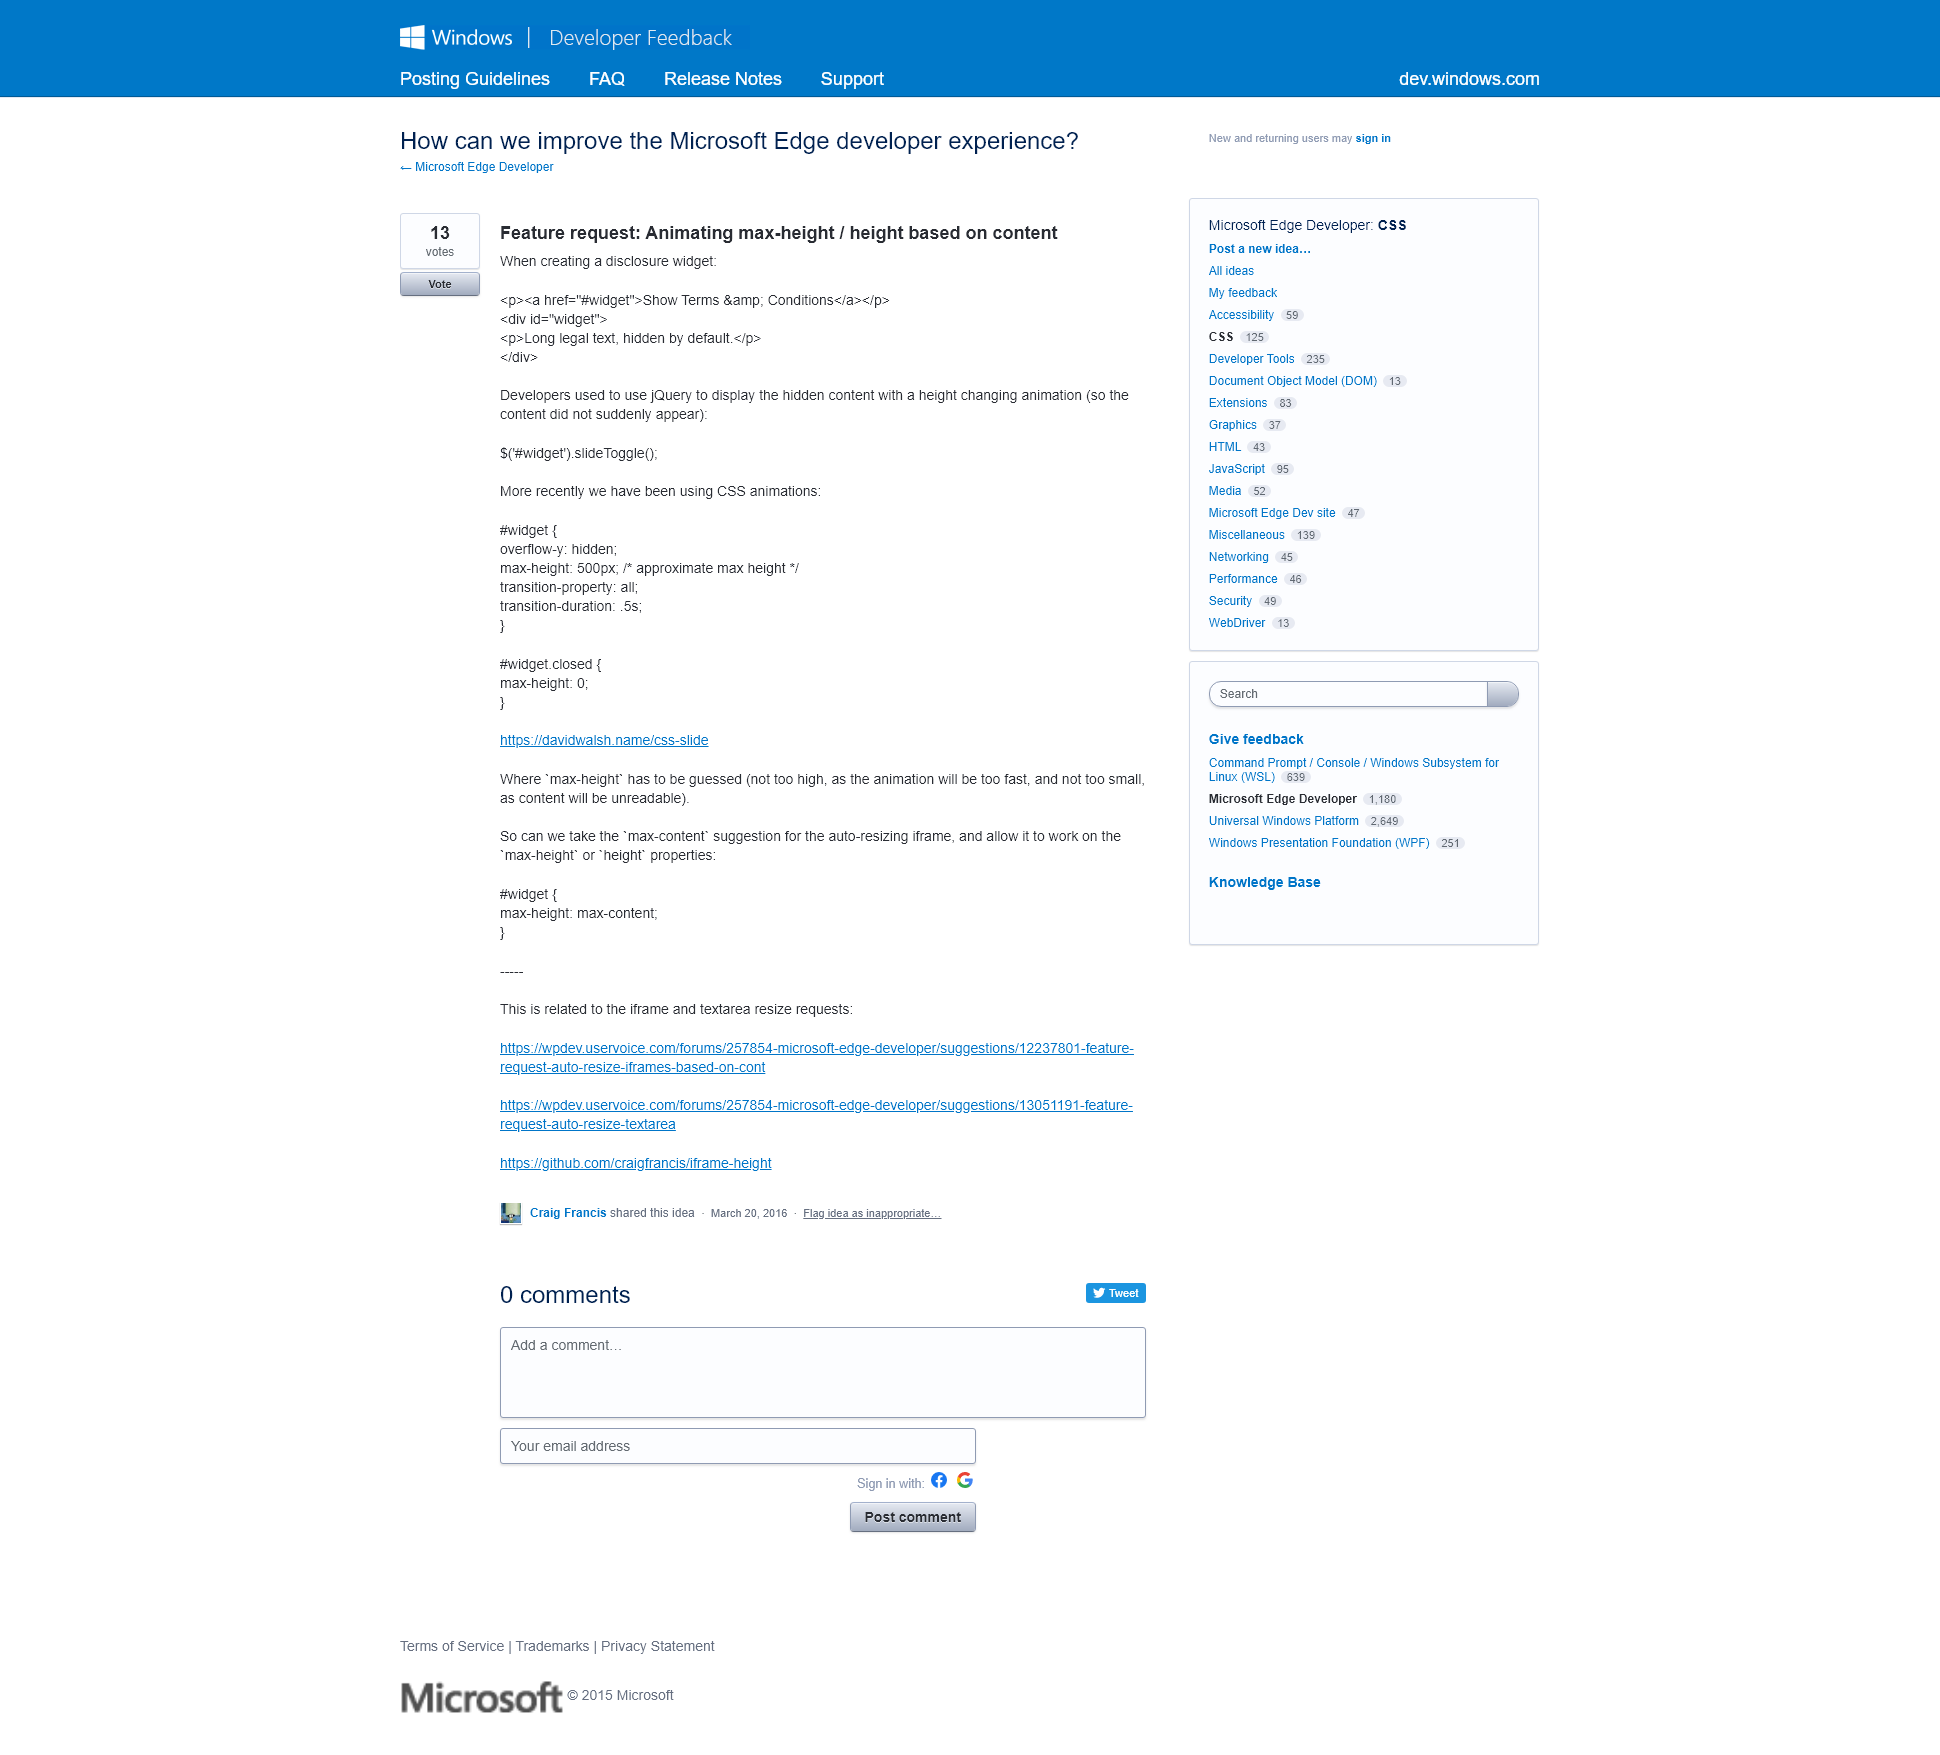 Windows | Developer Feedback
Posting Guidelines FAQ Release Notes Support dev.windows.com
How can we improve the Microsoft Edge developer experience?
← Microsoft Edge Developer
New and returning users may sign in
13
votes
Vote
Feature request: Animating max-height / height based on content
When creating a disclosure widget:
<p><a href="#widget">Show Terms &amp; Conditions</a></p>
<div id="widget">
<p>Long legal text, hidden by default.</p>
</div>
Developers used to use jQuery to display the hidden content with a height changing animation (so the
content did not suddenly appear):
$('#widget').slideToggle();
More recently we have been using CSS animations:
#widget {
overflow-y: hidden;
max-height: 500px; /* approximate max height */
transition-property: all;
transition-duration: .5s;
}
#widget.closed {
max-height: 0;
}
https://davidwalsh.name/css-slide
Where `max-height` has to be guessed (not too high, as the animation will be too fast, and not too small,
as content will be unreadable).
So can we take the `max-content` suggestion for the auto-resizing iframe, and allow it to work on the
`max-height` or `height` properties:
#widget {
max-height: max-content;
}
-----
This is related to the iframe and textarea resize requests:
https://wpdev.uservoice.com/forums/257854-microsoft-edge-developer/suggestions/12237801-feature-
request-auto-resize-iframes-based-on-cont
https://wpdev.uservoice.com/forums/257854-microsoft-edge-developer/suggestions/13051191-feature-
request-auto-resize-textarea
https://github.com/craigfrancis/iframe-height
Craig Francis shared this idea · March 20, 2016 · Flag idea as inappropriate…
0 comments
Tweet
Add a comment…
Your email address
Sign in with:
Post comment
Microsoft Edge Developer: CSS
Post a new idea…
All ideas
My feedback
Accessibility 59
CSS 125
Developer Tools 235
Document Object Model (DOM) 13
Extensions 83
Graphics 37
HTML 43
JavaScript 95
Media 52
Microsoft Edge Dev site 47
Miscellaneous 139
Networking 45
Performance 46
Security 49
WebDriver 13
Search
Give feedback
Command Prompt / Console / Windows Subsystem for
Linux (WSL) 639
Microsoft Edge Developer 1,180
Universal Windows Platform 2,649
Windows Presentation Foundation (WPF) 251
Knowledge Base
Terms of Service | Trademarks | Privacy Statement
Microsoft © 2015 Microsoft